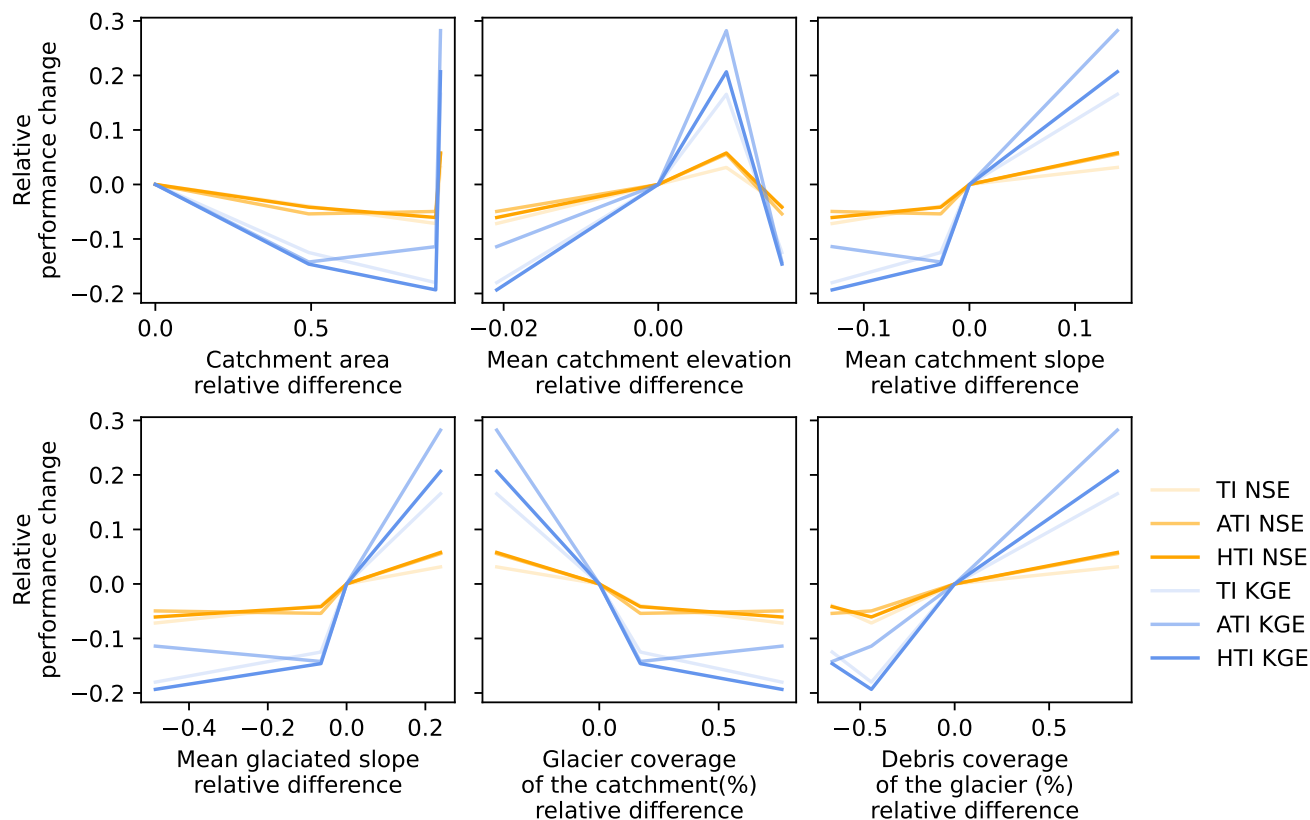 0.3
0.2
0.1
0.0
−0.1
−0.2
Relative
performance change
0.0 0.5
Catchment area
relative difference
−0.02 0.00
Mean catchment elevation
relative difference
−0.1 0.0 0.1
Mean catchment slope
relative difference
0.3
0.2
0.1
0.0
−0.1
−0.2
Relative
performance change
−0.4 −0.2 0.0 0.2
Mean glaciated slope
relative difference
0.0 0.5
Glacier coverage
of the catchment(%)
relative difference
−0.5 0.0 0.5
Debris coverage
of the glacier (%)
relative difference
TI NSE
ATI NSE
HTI NSE
TI KGE
ATI KGE
HTI KGE